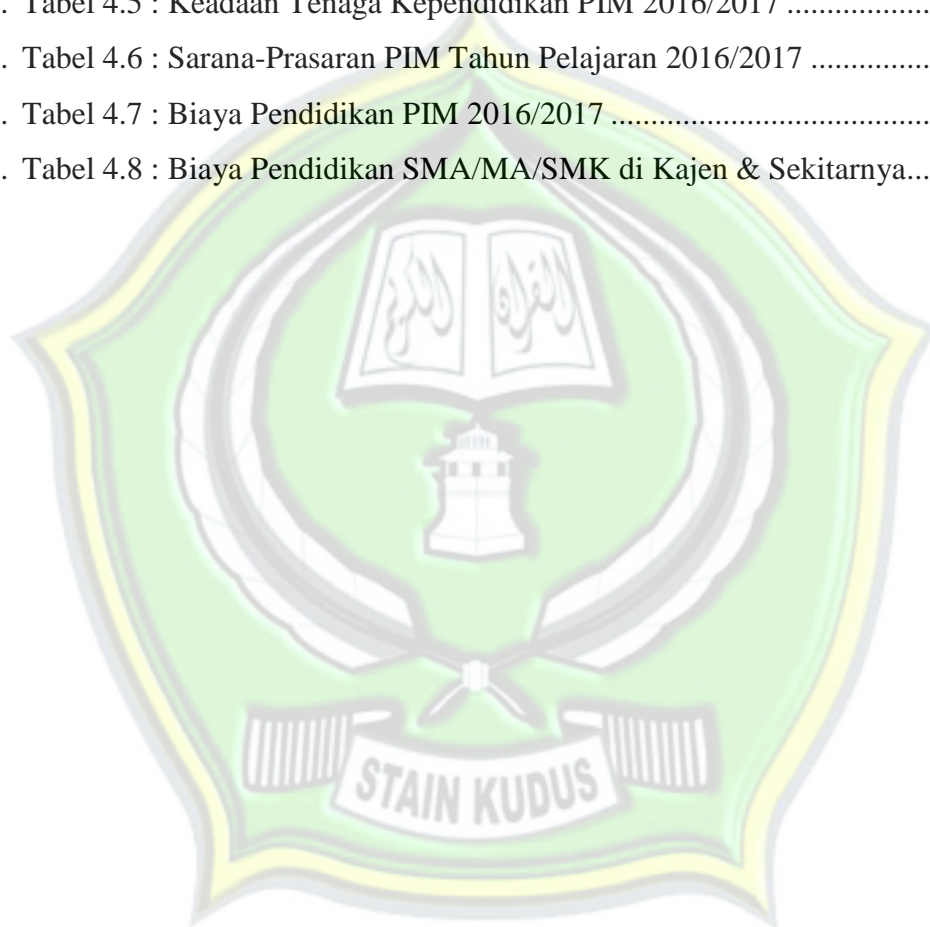 . Tabel 4.5 : Keadaan Tenaga Kependidikan PIM 2016/2017 ..................
. Tabel 4.6 : Sarana-Prasaran PIM Tahun Pelajaran 2016/2017 ...............
. Tabel 4.7 : Biaya Pendidikan PIM 2016/2017 ........................................
. Tabel 4.8 : Biaya Pendidikan SMA/MA/SMK di Kajen & Sekitarnya...
القرآن الكريم
STAIN KUDUS